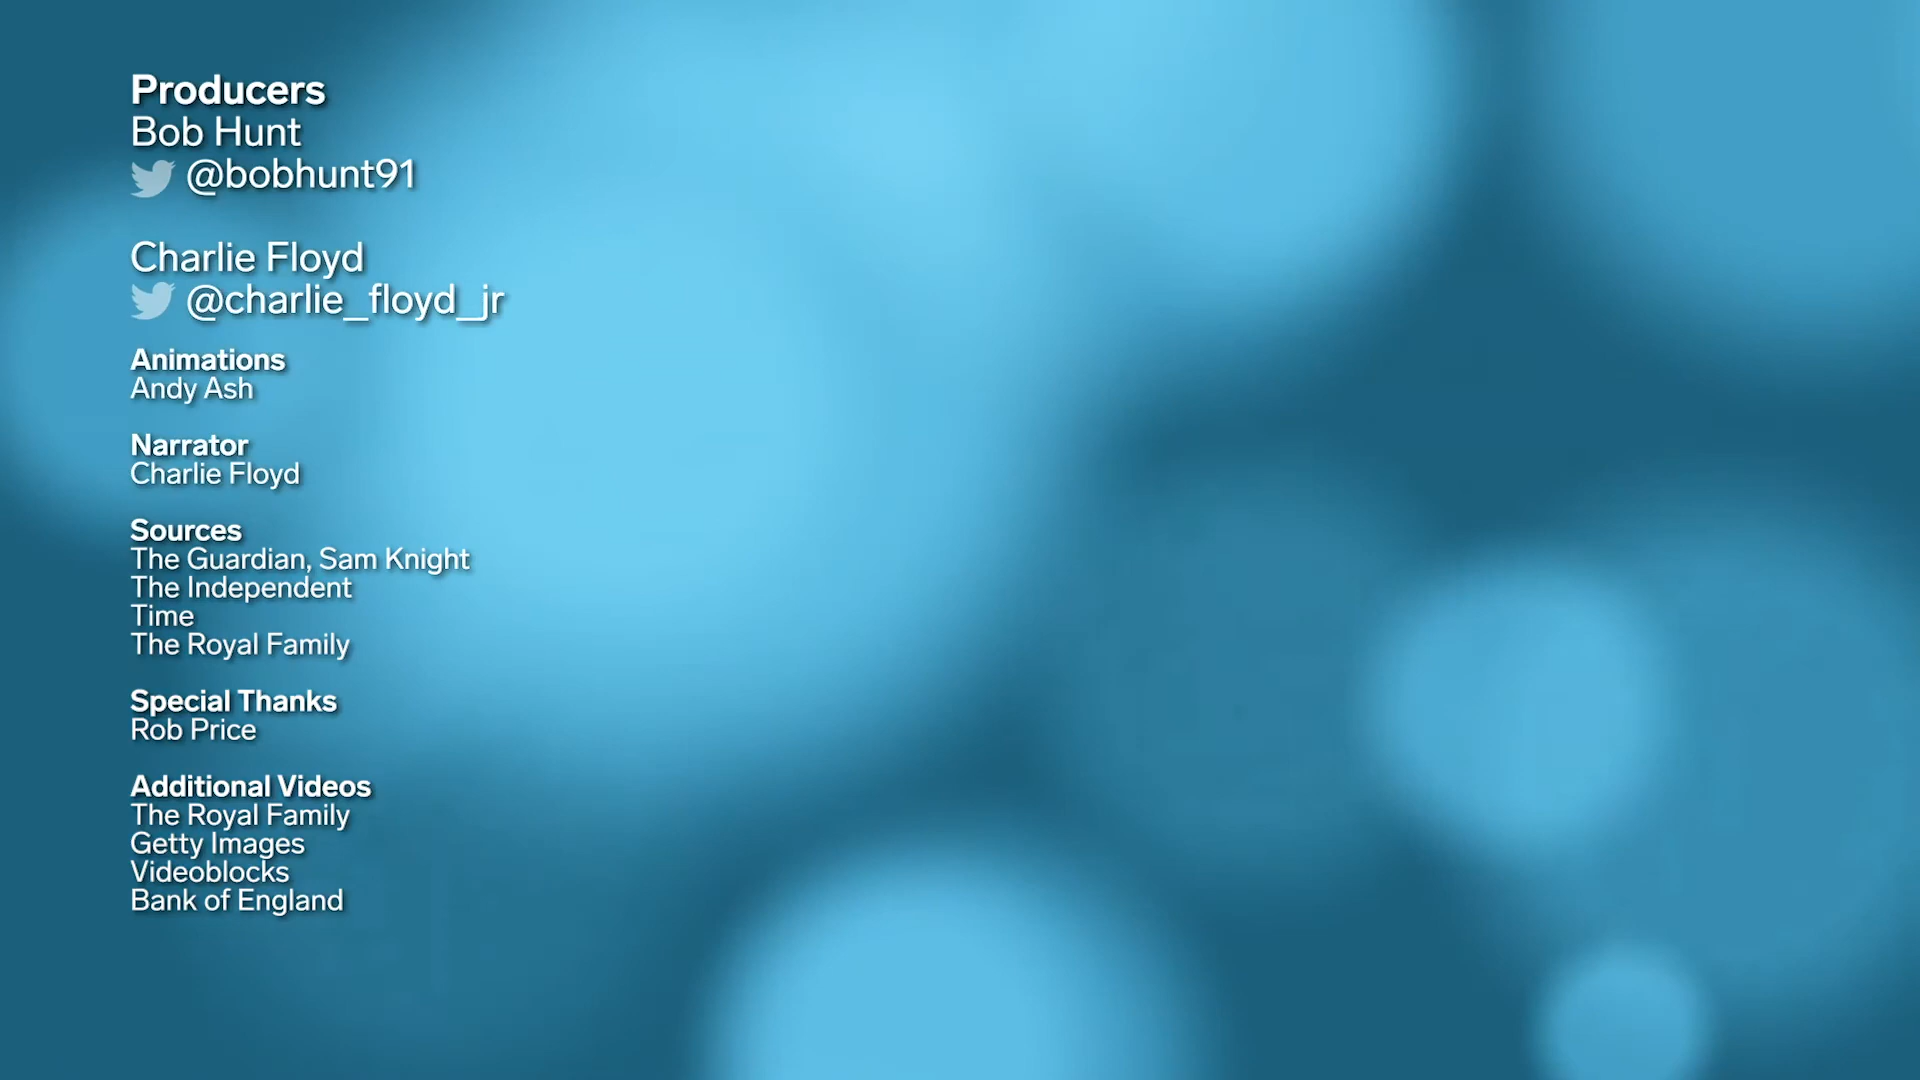 Producers
Bob Hunt
@bobhunt91
Charlie Floyd
@charlie_floyd_jr
Animations
Andy Ash
Narrator
Charlie Floyd
Sources
The Guardian, Sam Knight
The Independent
Time
The Royal Family
Special Thanks
Rob Price
Additional Videos
The Royal Family
Getty Images
Videoblocks
Bank of England